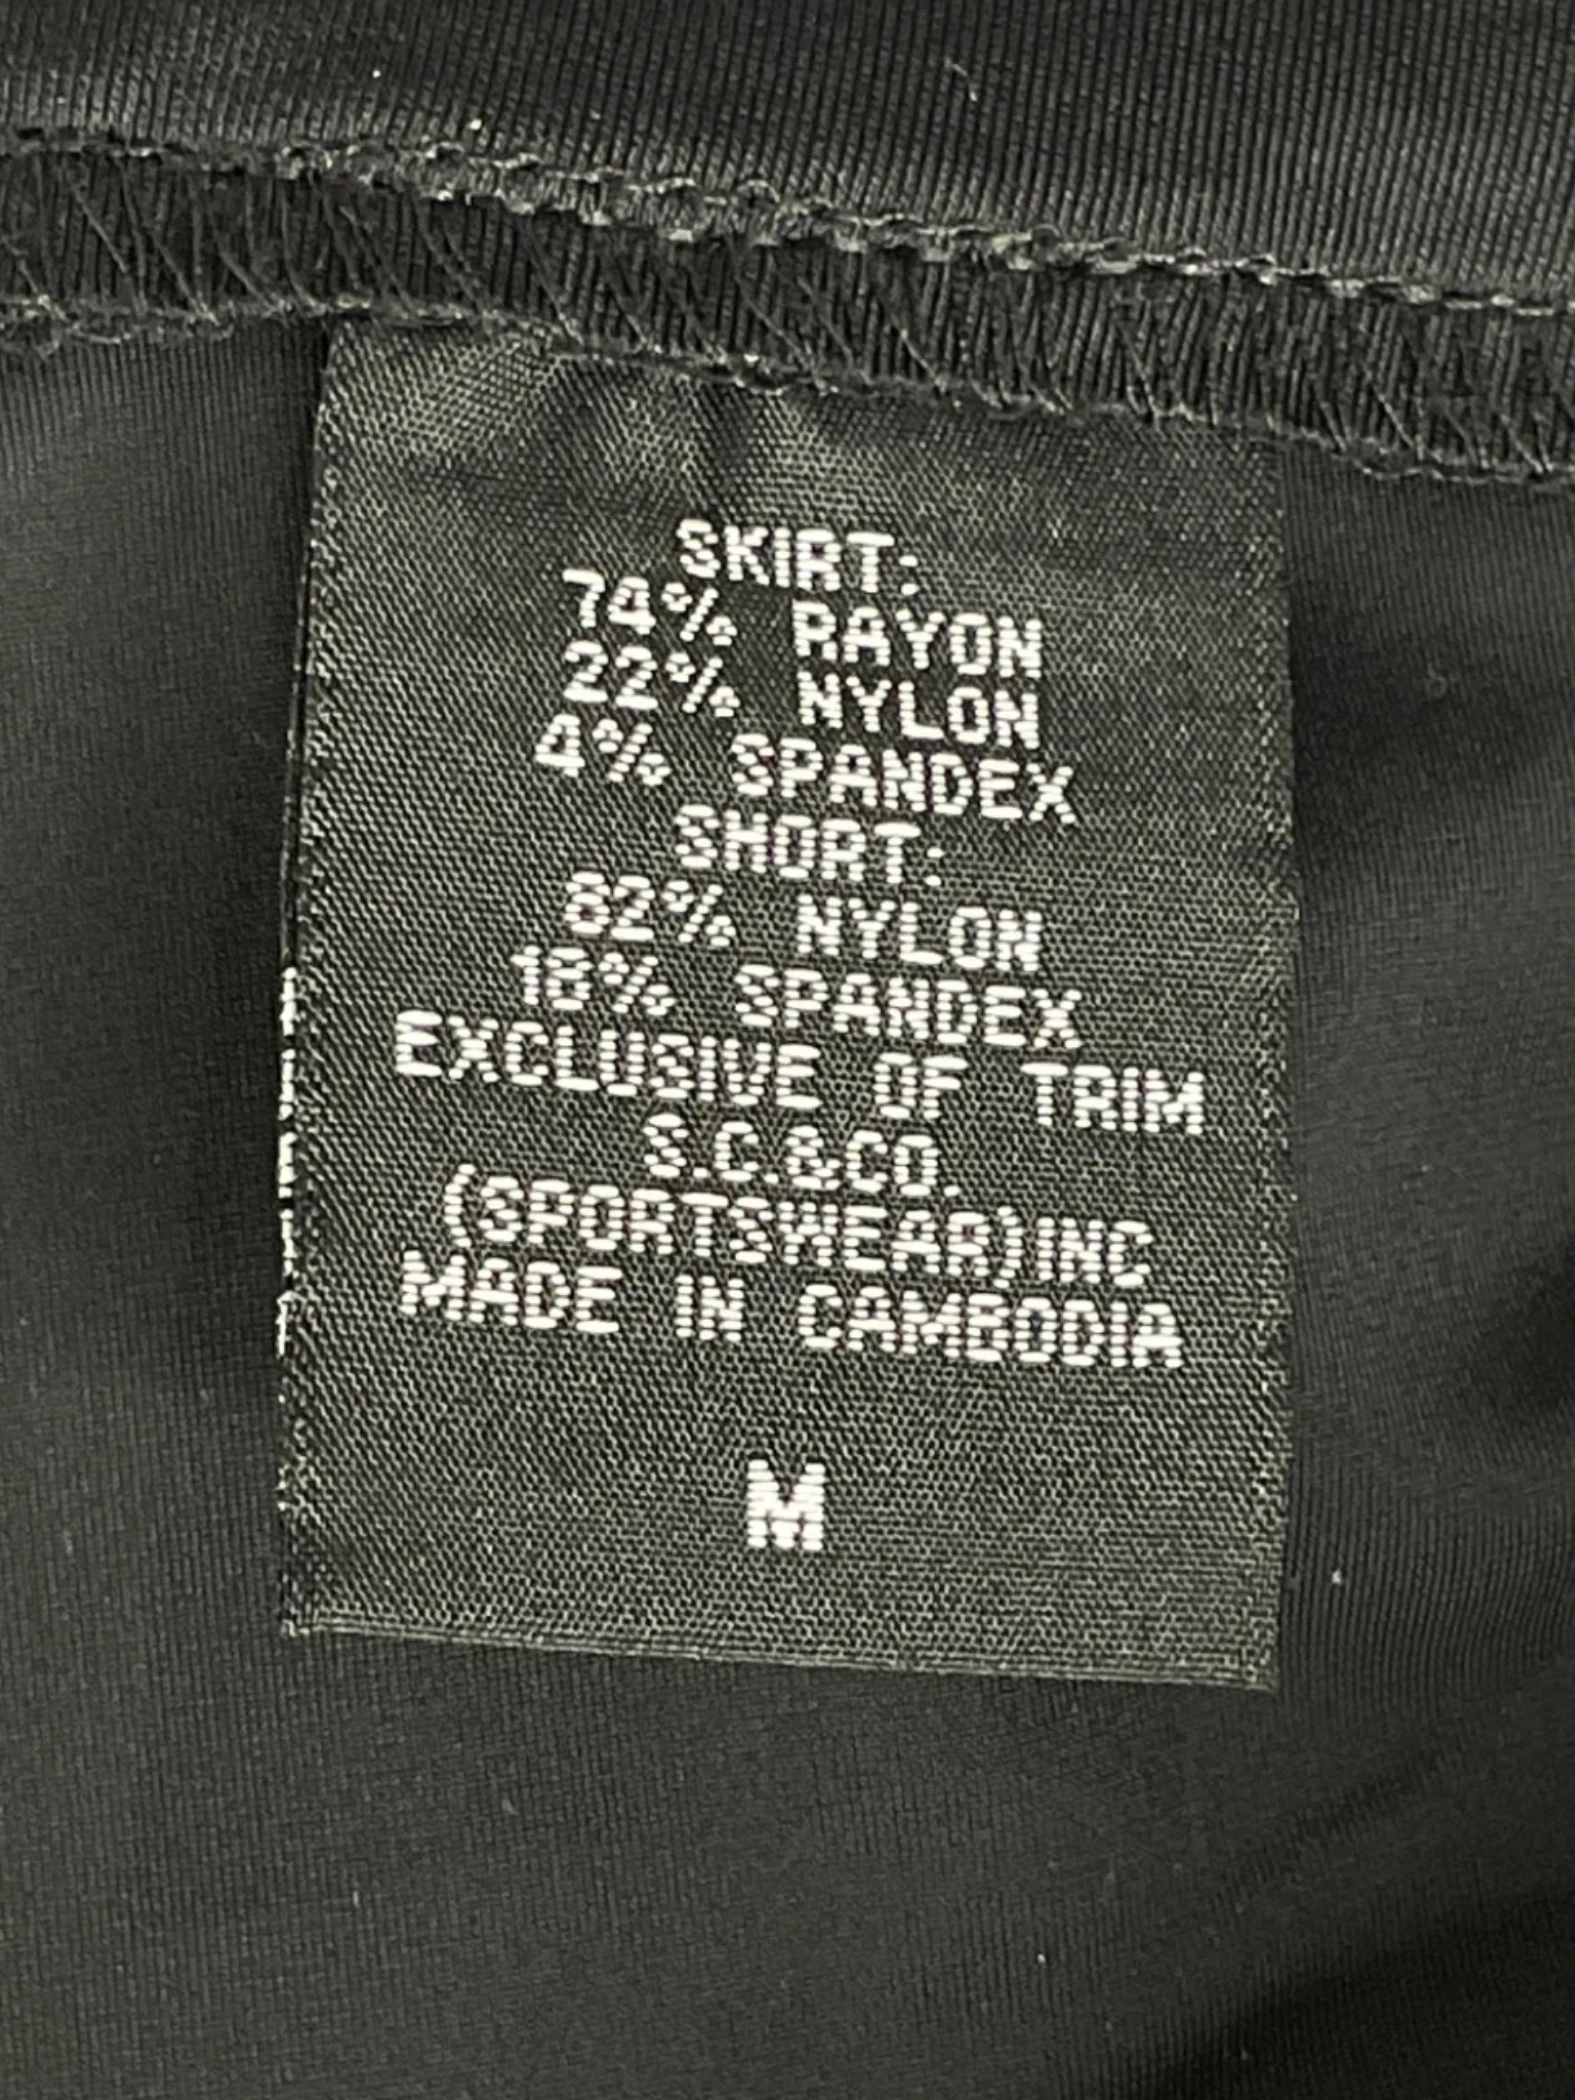 SKIRT:
74% RAYON
22% NYLON
4% SPANDEX
SHORT:
82% NYLON
18% SPANDEX
EXCLUSIVE OF TRIM
S.C.&CO.
(SPORTSWEAR)INC
MADE IN CAMBODIA
M